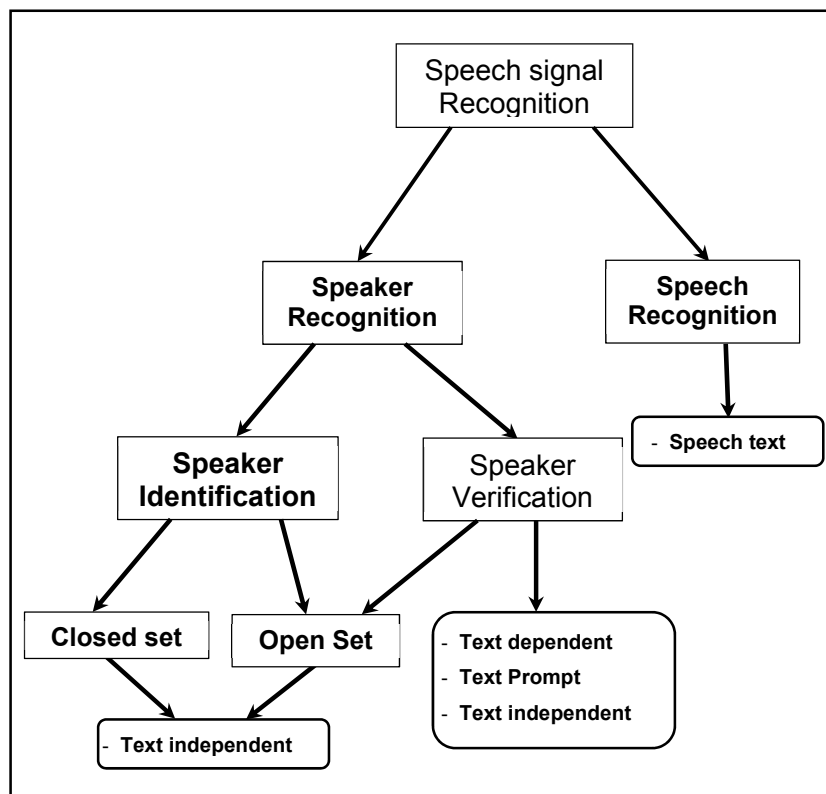 Speech signal
Recognition
Speaker
Recognition
Speech
Recognition
- Speech text
Speaker
Identification
Speaker
Verification
Closed set
Open Set
- Text dependent
- Text Prompt
- Text independent
- Text independent